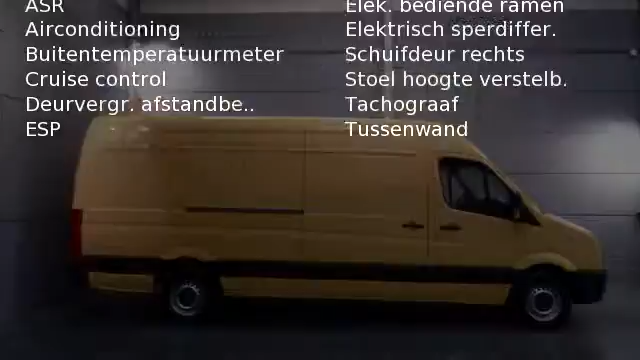 ASR
Airconditioning
Buitentemperatuurmeter
Cruise control
Deurvergr. afstandbe..
ESP
Elek. bediende ramen
Elektrisch sperdiffer.
Schuifdeur rechts
Stoel hoogte verstelb.
Tachograaf
Tussenwand